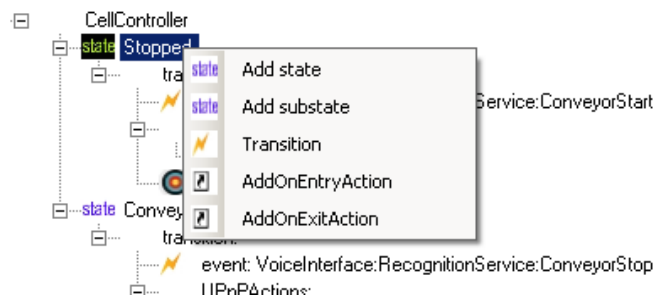 CellController
state Stopped
tra
state Add state
Service:ConveyorStart
state Add substate
Transition
AddOnEntryAction
AddOnExitAction
state Convey
transition:
event: VoiceInterface:RecognitionService:ConveyorStop
UPnPActions: